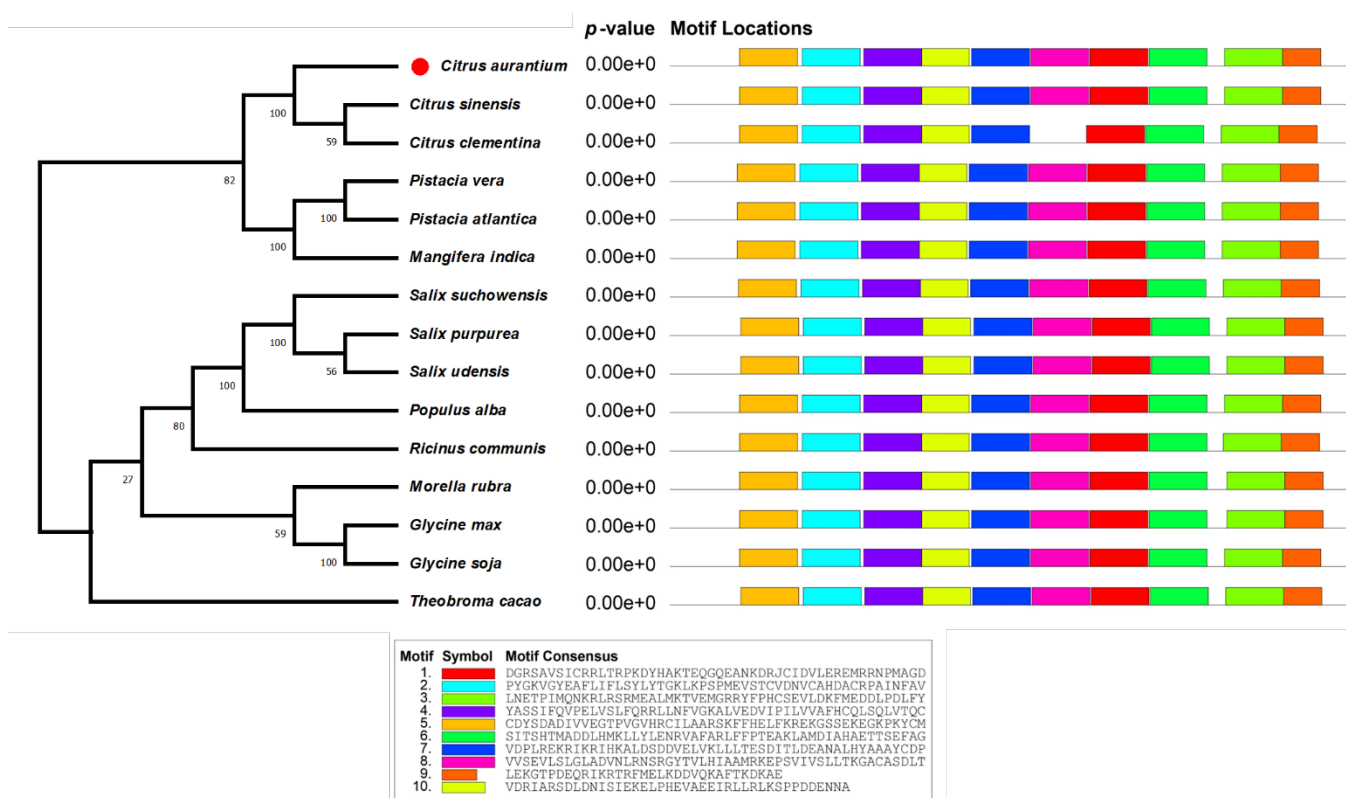 p-value Motif Locations
Citrus aurantium 0.00e+0
Citrus sinensis 0.00e+0
Citrus clementina 0.00e+0
Pistacia vera 0.00e+0
Pistacia atlantica 0.00e+0
Mangifera indica 0.00e+0
Salix suchowensis 0.00e+0
Salix purpurea 0.00e+0
Salix udensis 0.00e+0
Populus alba 0.00e+0
Ricinus communis 0.00e+0
Morella rubra 0.00e+0
Glycine max 0.00e+0
Glycine soja 0.00e+0
Theobroma cacao 0.00e+0
100
59
82
100
100
100
56
100
80
27
59
100
Motif Symbol Motif Consensus
1. DGRSAVSICRRLTRPKDYHAKTEQGQEANKDRJCIDVLEREMRRNPMAGD
2. PYGKVGYEAFLIFLSYLYTGKLKPSPMEVSTCVDNVCAHDACRPAINFAV
3. LNETPIMQNKRLRSRMEALMKTVEMGRRYFPHCSEVLDKFMEDDLPDLFY
4. YASSIFQVPELVSLFQRRLLNFVGKALVEDVIPILVVAFHCQLSQLVTQC
5. CDYSDADIVVEGTPVGVHRCILAARSKFFHELFKREKGSSEKEGKPKYCM
6. SITSHTMADDLHMKLLYLENRVAFARLFFPTEAKLAMDIAHAETTSEFAG
7. VDPLREKRIKRIHKALDSDDVELVKLLLTESDITLDEANALHYAAAYCDP
8. VVSEVLSLGLADVNLRNSRGYTVLHIAAMRKEPSVIVSLLTKGACASDLT
9. LEKGTPDEQRIKRTRFMELKDDVQKAFTKDKAE
10. VDRIARSDLDNISIEKELPHEVAEEIRLLRLKSPPDDENNA